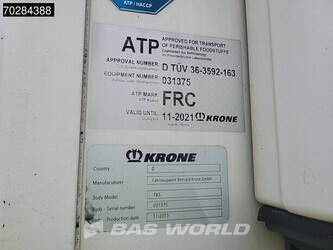 70284388
ATP / HACCP
ATP
APPROVED FOR TRANSPORT
OF PERISHABLE FOODSTUFFS
APPROVAL NUMBER D TÜV 36-3592-163
EQUIPMENT NUMBER 031375
ATP MARK FRC
VALID UNTIL 11-2021 KRONE
KRONE
Country D
Manufacturer Fahrzeugwerk Bernard Krone GmbH
Body Model
Body - Serial number 031375
Body - Production date 11-2015
BAS WORLD